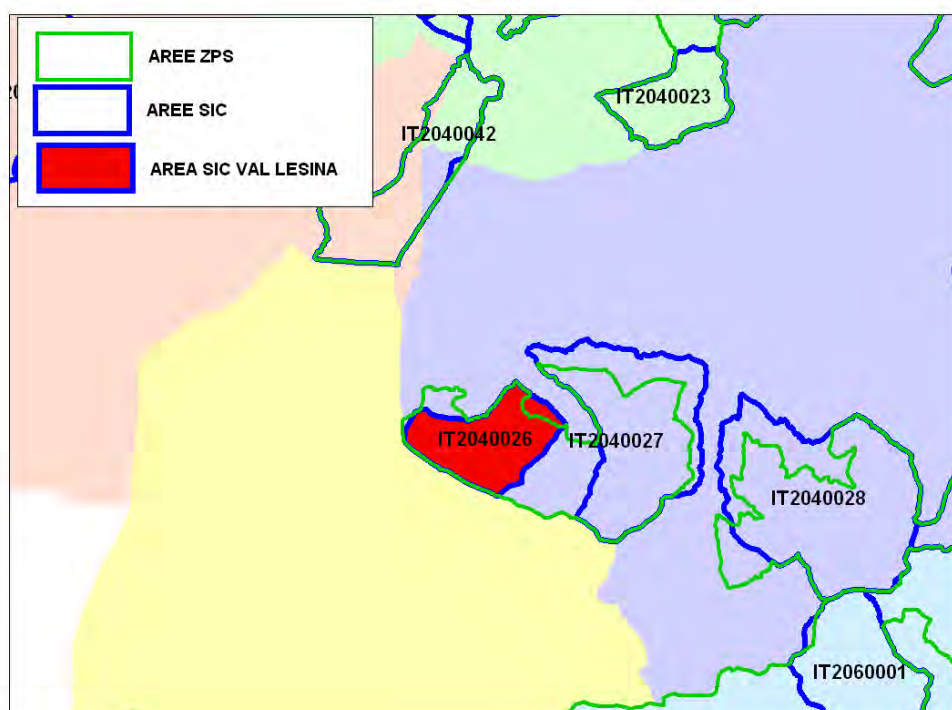 AREE ZPS
AREE SIC
AREA SIC VAL LESINA
IT2040042
IT2040023
IT2040026
IT2040027
IT2040028
IT2060001